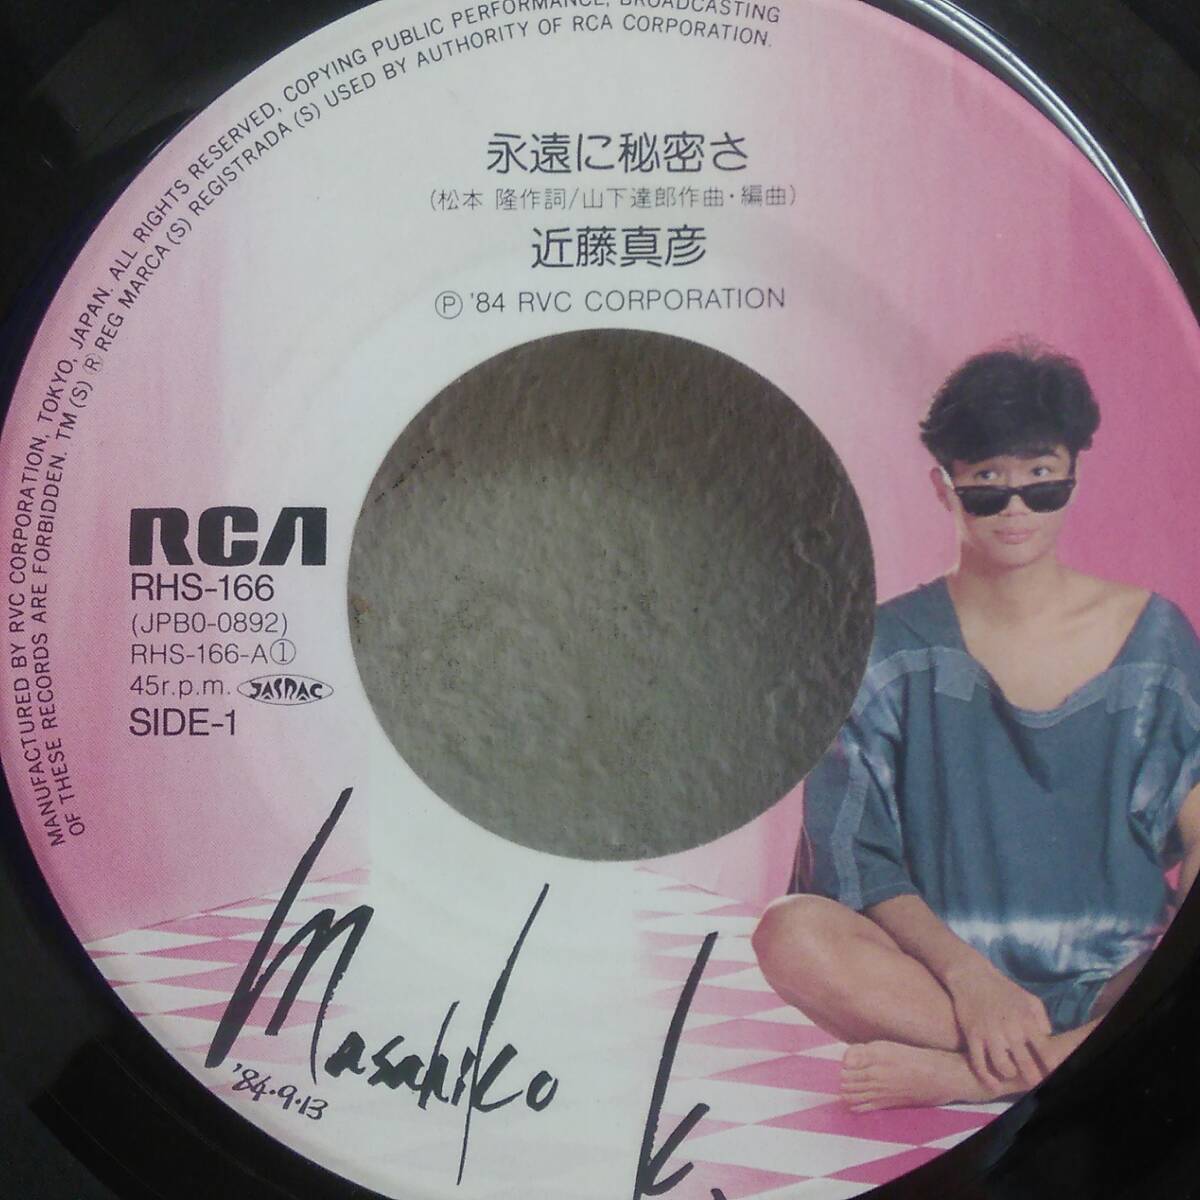 MANUFACTURED BY RVC CORPORATION, TOKYO, JAPAN. ALL RIGHTS RESERVED, COPYING PUBLIC PERFORMANCE, BROADCASTING
OF THESE RECORDS ARE FORBIDDEN. TM (S) ® REG MARCA (S) REGISTRADA (S) USED BY AUTHORITY OF RCA CORPORATION.
永遠に秘密さ
(松本 隆作詞/山下達郎作曲・編曲)
近藤真彦
Ⓟ '84 RVC CORPORATION
RCA
RHS-166
(JPB0-0892)
RHS-166-A①
45r.p.m. JASRAC
SIDE-1
Masahiko K.
'84.9.13